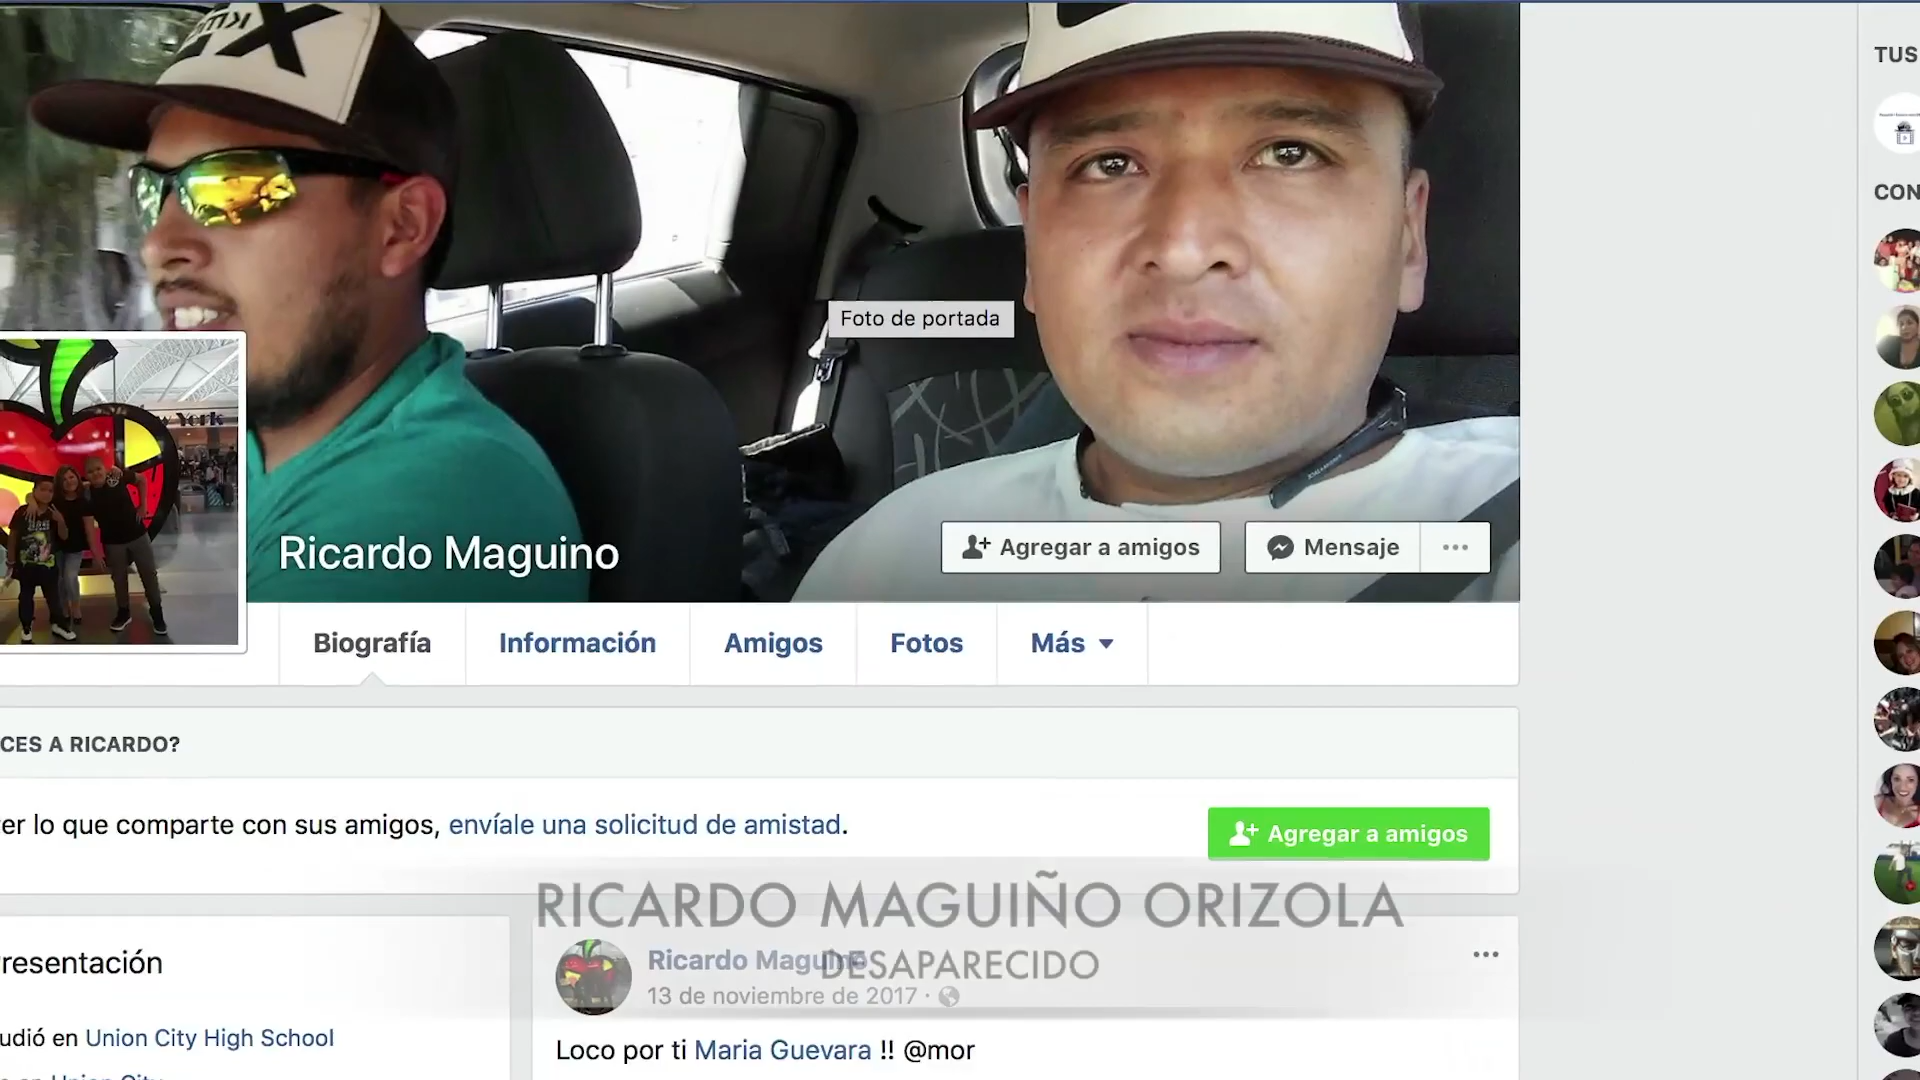 TUS
CON
Foto de portada
Ricardo Maguino
Agregar a amigos
Mensaje
Biografía
Información
Amigos
Fotos
Más
CES A RICARDO?
er lo que comparte con sus amigos, envíale una solicitud de amistad.
Agregar a amigos
RICARDO MAGUIÑO ORIZOLA
DESAPARECIDO
resentación
Ricardo Maguino
13 de noviembre de 2017
udió en Union City High School
Loco por ti Maria Guevara !! @mor